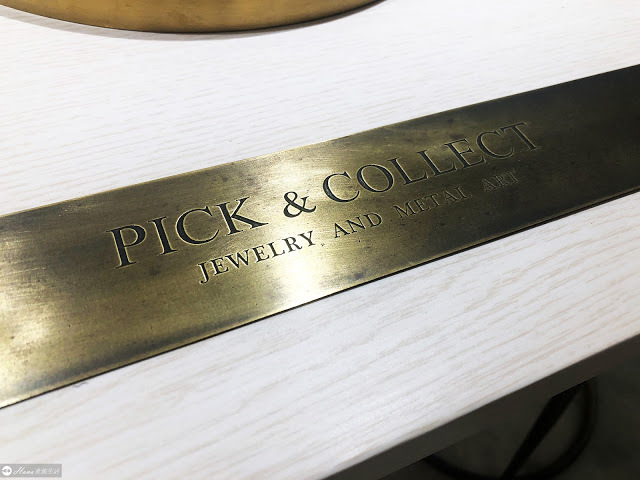 PICK & COLLECT
JEWELRY AND METAL ART